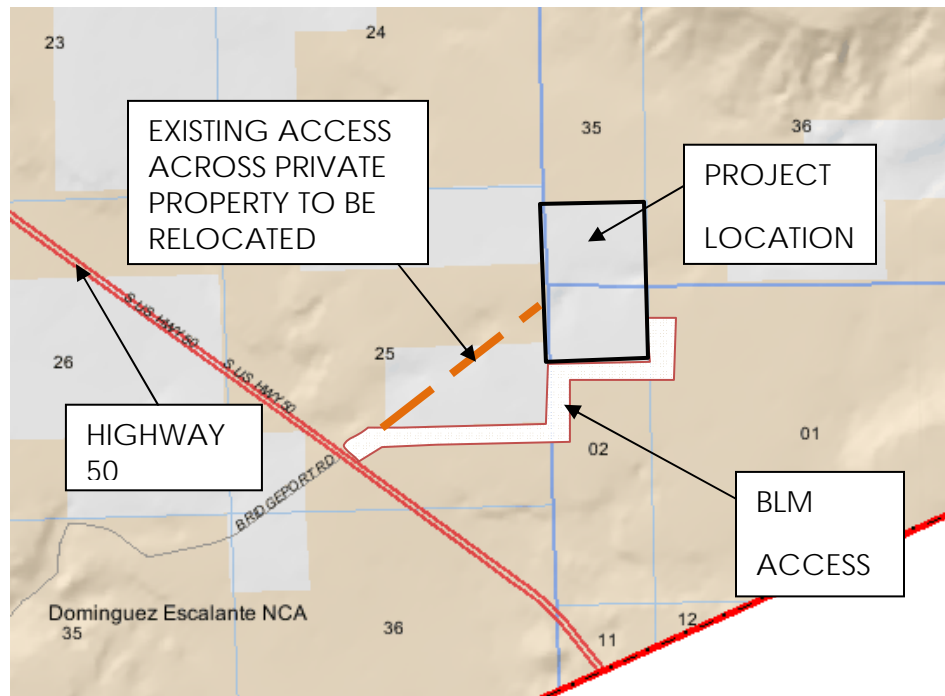 23
24
EXISTING ACCESS
ACROSS PRIVATE
PROPERTY TO BE
RELOCATED
35
36
PROJECT
LOCATION
S US HWY 50
S US HWY 50
26
25
HIGHWAY
50
BRIDGEPORT RD
02
01
BLM
ACCESS
Dominguez Escalante NCA
35
36
11
12